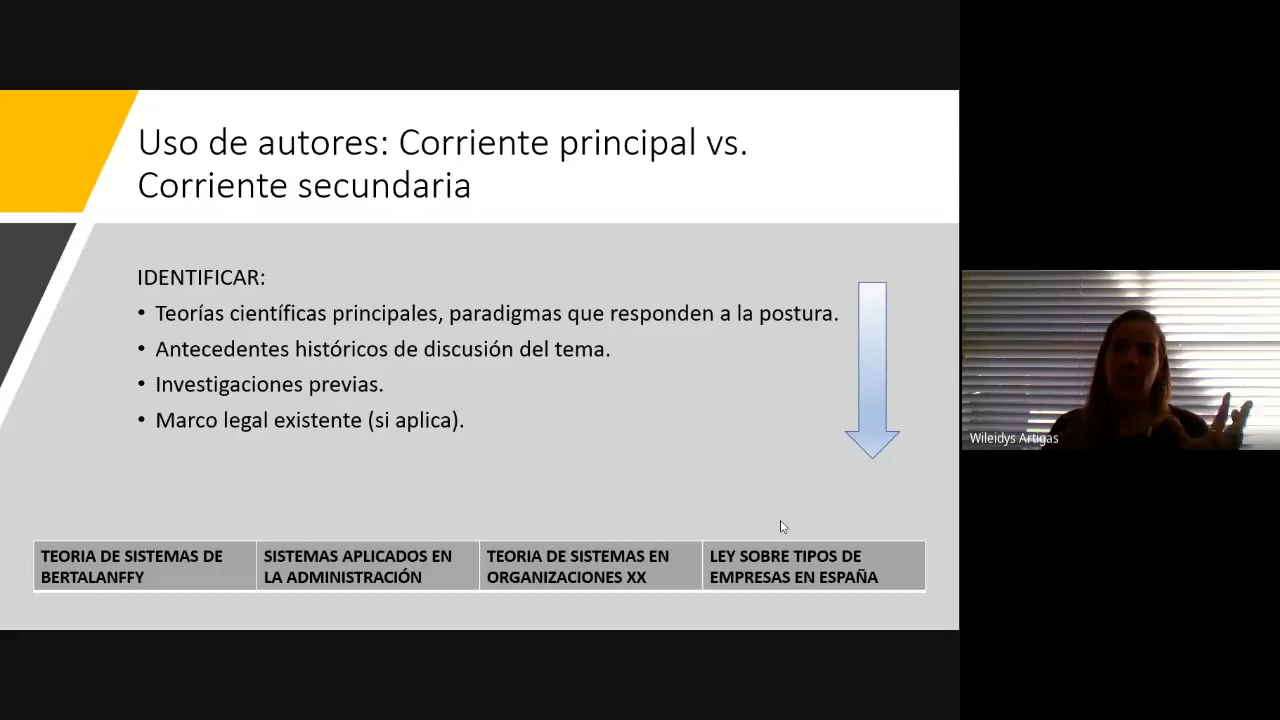 Uso de autores: Corriente principal vs.
Corriente secundaria
IDENTIFICAR:
• Teorías científicas principales, paradigmas que responden a la postura.
• Antecedentes históricos de discusión del tema.
• Investigaciones previas.
• Marco legal existente (si aplica).
TEORIA DE SISTEMAS DE
BERTALANFFY
SISTEMAS APLICADOS EN
LA ADMINISTRACIÓN
TEORIA DE SISTEMAS EN
ORGANIZACIONES XX
LEY SOBRE TIPOS DE
EMPRESAS EN ESPAÑA
Wileidys Artigas